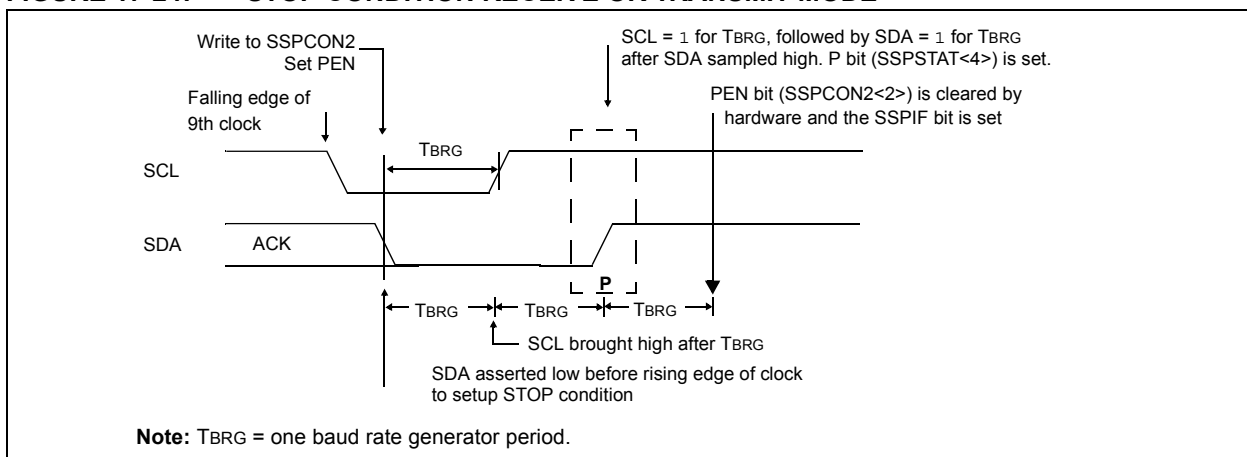 Write to SSPCON2
Set PEN
SCL = 1 for TBRG, followed by SDA = 1 for TBRG
after SDA sampled high. P bit (SSPSTAT<4>) is set.
Falling edge of
9th clock
PEN bit (SSPCON2<2>) is cleared by
hardware and the SSPIF bit is set
TBRG
SCL
SDA
ACK
P
TBRG
TBRG
TBRG
SCL brought high after TBRG
SDA asserted low before rising edge of clock
to setup STOP condition
Note: TBRG = one baud rate generator period.